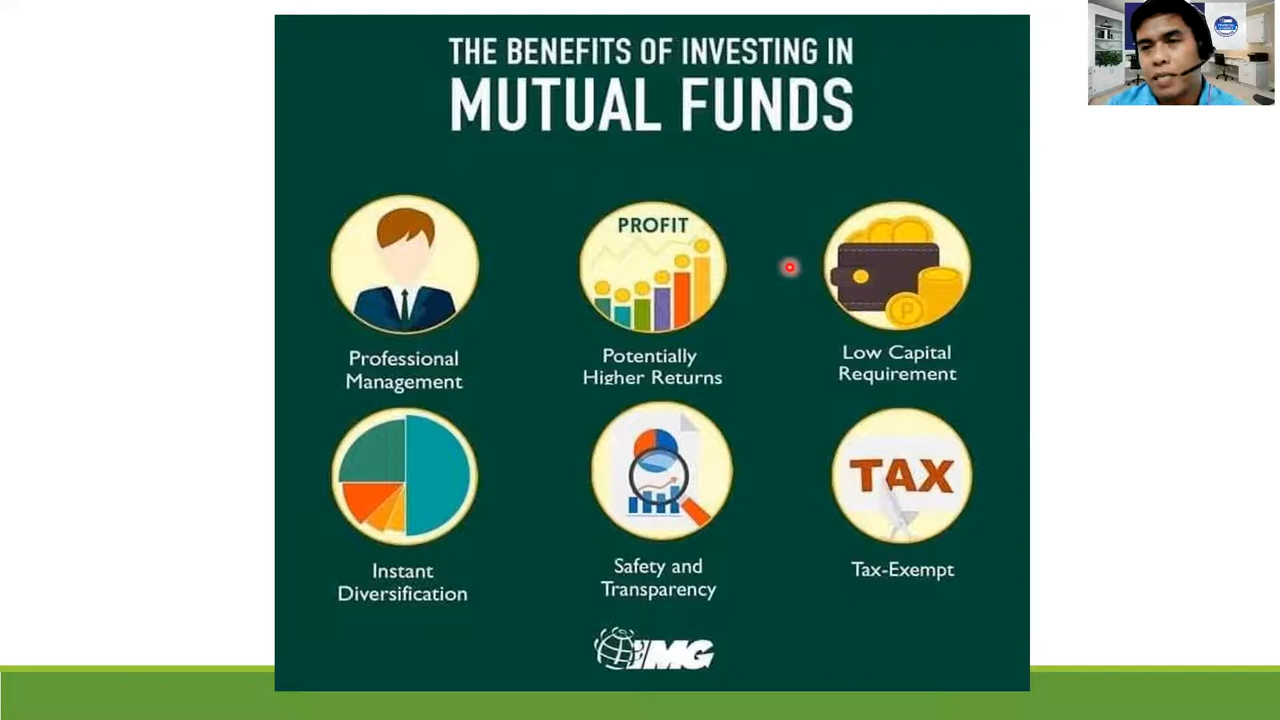 THE BENEFITS OF INVESTING IN
MUTUAL FUNDS
PROFIT
P
Professional
Management
Potentially
Higher Returns
Low Capital
Requirement
TAX
Instant
Diversification
Safety and
Transparency
Tax-Exempt
IMG